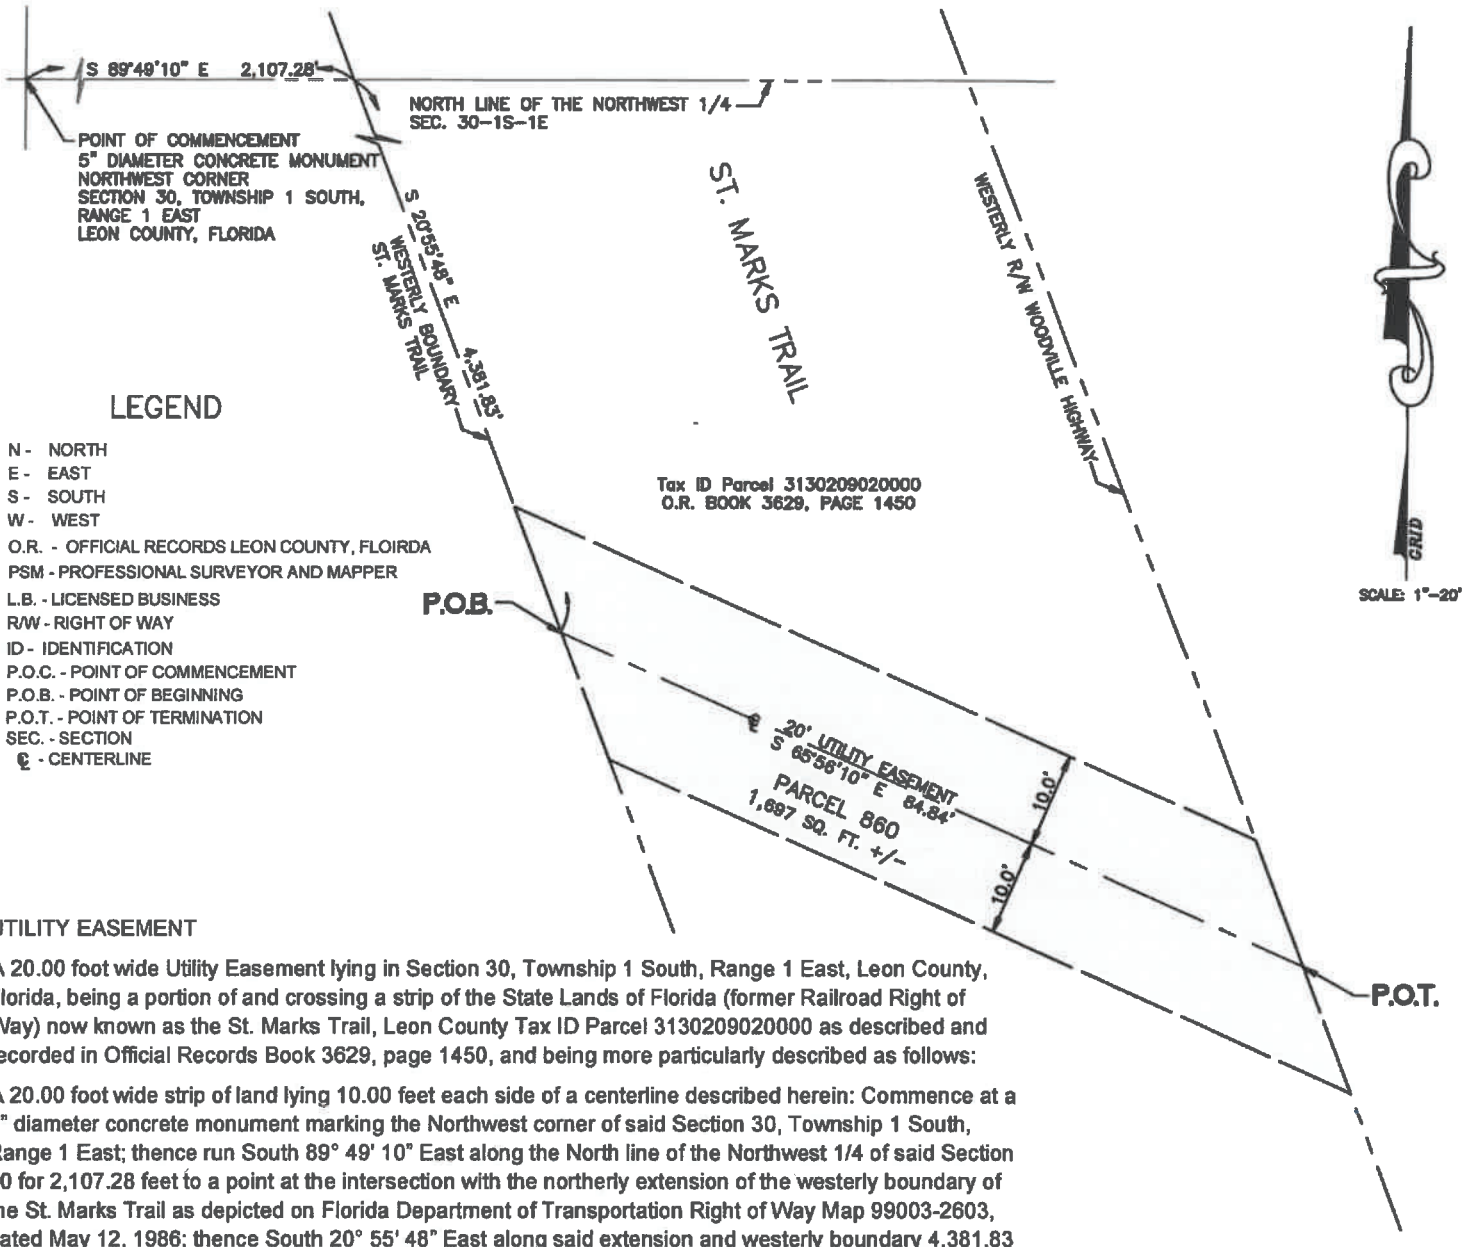 S 89°49'10" E 2,107.28'
NORTH LINE OF THE NORTHWEST 1/4
SEC. 30-1S-1E
POINT OF COMMENCEMENT
5" DIAMETER CONCRETE MONUMENT
NORTHWEST CORNER
SECTION 30, TOWNSHIP 1 SOUTH,
RANGE 1 EAST
LEON COUNTY, FLORIDA
S 20°55'48" E 4,381.83'
WESTERLY BOUNDARY
ST. MARKS TRAIL
ST. MARKS TRAIL
WESTERLY R/W WOODVILLE HIGHWAY
GRID
SCALE: 1"-20'
LEGEND
N - NORTH
E - EAST
S - SOUTH
W - WEST
O.R. - OFFICIAL RECORDS LEON COUNTY, FLOIRDA
PSM - PROFESSIONAL SURVEYOR AND MAPPER
L.B. - LICENSED BUSINESS
R/W - RIGHT OF WAY
ID - IDENTIFICATION
P.O.C. - POINT OF COMMENCEMENT
P.O.B. - POINT OF BEGINNING
P.O.T. - POINT OF TERMINATION
SEC. - SECTION
℄ - CENTERLINE
Tax ID Parcel 3130209020000
O.R. BOOK 3629, PAGE 1450
P.O.B.
℄ 20' UTILITY EASEMENT
S 65°56'10" E 84.84'
PARCEL 860
1,697 SQ. FT. +/-
10.0'
10.0'
P.O.T.
UTILITY EASEMENT
A 20.00 foot wide Utility Easement lying in Section 30, Township 1 South, Range 1 East, Leon County,
lorida, being a portion of and crossing a strip of the State Lands of Florida (former Railroad Right of
Way) now known as the St. Marks Trail, Leon County Tax ID Parcel 3130209020000 as described and
ecorded in Official Records Book 3629, page 1450, and being more particularly described as follows:
A 20.00 foot wide strip of land lying 10.00 feet each side of a centerline described herein: Commence at a
" diameter concrete monument marking the Northwest corner of said Section 30, Township 1 South,
Range 1 East; thence run South 89° 49' 10" East along the North line of the Northwest 1/4 of said Section
0 for 2,107.28 feet to a point at the intersection with the northerly extension of the westerly boundary of
he St. Marks Trail as depicted on Florida Department of Transportation Right of Way Map 99003-2603,
ated May 12, 1986; thence South 20° 55' 48" East along said extension and westerly boundary 4,381.83